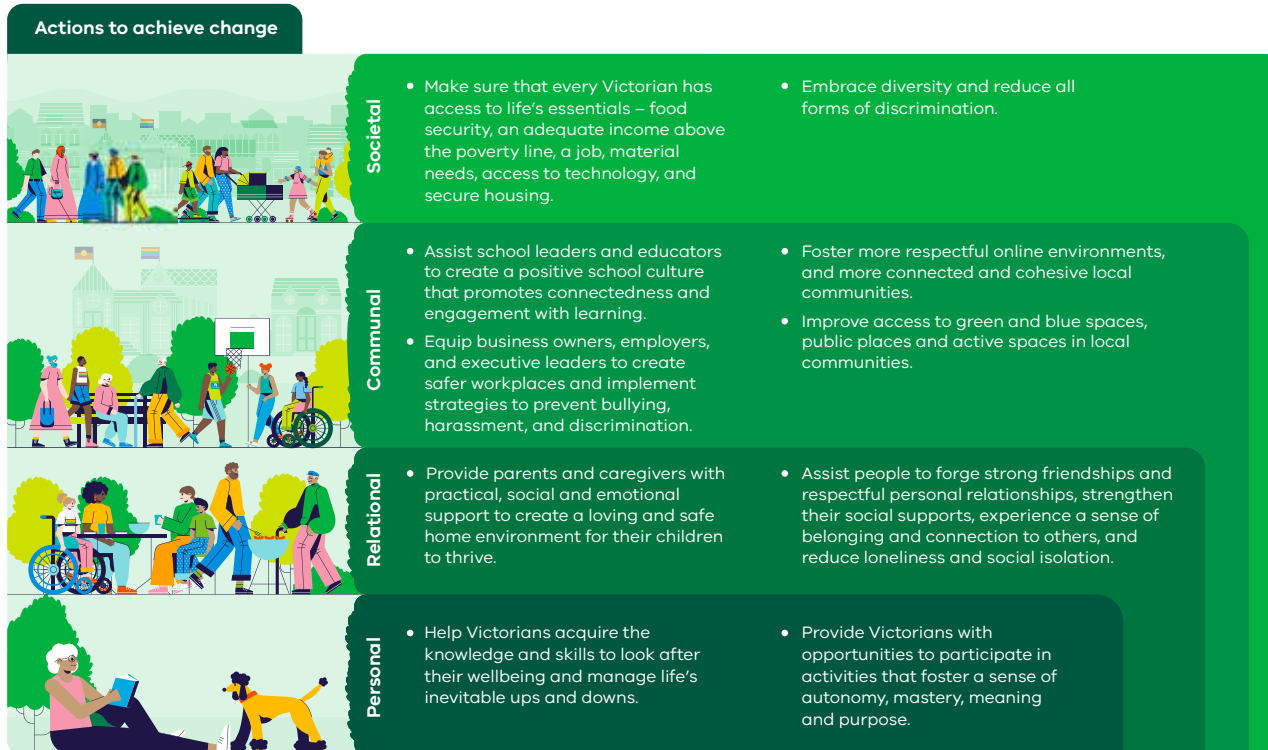 Actions to achieve change
Societal
• Make sure that every Victorian has
access to life's essentials – food
security, an adequate income above
the poverty line, a job, material
needs, access to technology, and
secure housing.
• Embrace diversity and reduce all
forms of discrimination.
Communal
• Assist school leaders and educators
to create a positive school culture
that promotes connectedness and
engagement with learning.
• Equip business owners, employers,
and executive leaders to create
safer workplaces and implement
strategies to prevent bullying,
harassment, and discrimination.
• Foster more respectful online environments,
and more connected and cohesive local
communities.
• Improve access to green and blue spaces,
public places and active spaces in local
communities.
Relational
• Provide parents and caregivers with
practical, social and emotional
support to create a loving and safe
home environment for their children
to thrive.
• Assist people to forge strong friendships and
respectful personal relationships, strengthen
their social supports, experience a sense of
belonging and connection to others, and
reduce loneliness and social isolation.
Personal
• Help Victorians acquire the
knowledge and skills to look after
their wellbeing and manage life's
inevitable ups and downs.
• Provide Victorians with
opportunities to participate in
activities that foster a sense of
autonomy, mastery, meaning
and purpose.